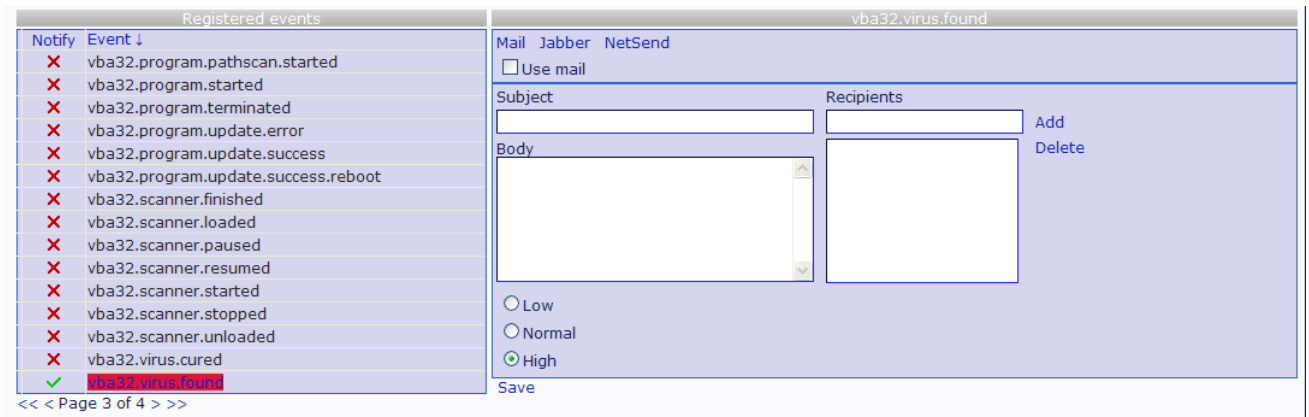 Registered events
Notify Event ↓
vba32.program.pathscan.started
vba32.program.started
vba32.program.terminated
vba32.program.update.error
vba32.program.update.success
vba32.program.update.success.reboot
vba32.scanner.finished
vba32.scanner.loaded
vba32.scanner.paused
vba32.scanner.resumed
vba32.scanner.started
vba32.scanner.stopped
vba32.scanner.unloaded
vba32.virus.cured
vba32.virus.found
<< < Page 3 of 4 > >>
vba32.virus.found
Mail Jabber NetSend
Use mail
Subject Recipients
Add
Body Delete
Low
Normal
High
Save